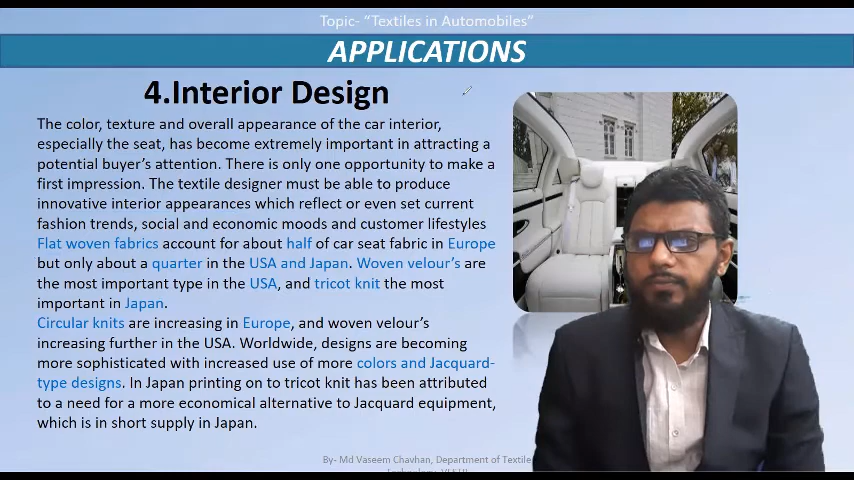 Topic- “Textiles in Automobiles”
APPLICATIONS
4.Interior Design
The color, texture and overall appearance of the car interior,
especially the seat, has become extremely important in attracting a
potential buyer’s attention. There is only one opportunity to make a
first impression. The textile designer must be able to produce
innovative interior appearances which reflect or even set current
fashion trends, social and economic moods and customer lifestyles
Flat woven fabrics account for about half of car seat fabric in Europe
but only about a quarter in the USA and Japan. Woven velour’s are
the most important type in the USA, and tricot knit the most
important in Japan.
Circular knits are increasing in Europe, and woven velour’s
increasing further in the USA. Worldwide, designs are becoming
more sophisticated with increased use of more colors and Jacquard-
type designs. In Japan printing on to tricot knit has been attributed
to a need for a more economical alternative to Jacquard equipment,
which is in short supply in Japan.
By- Md Vaseem Chavhan, Department of Textile